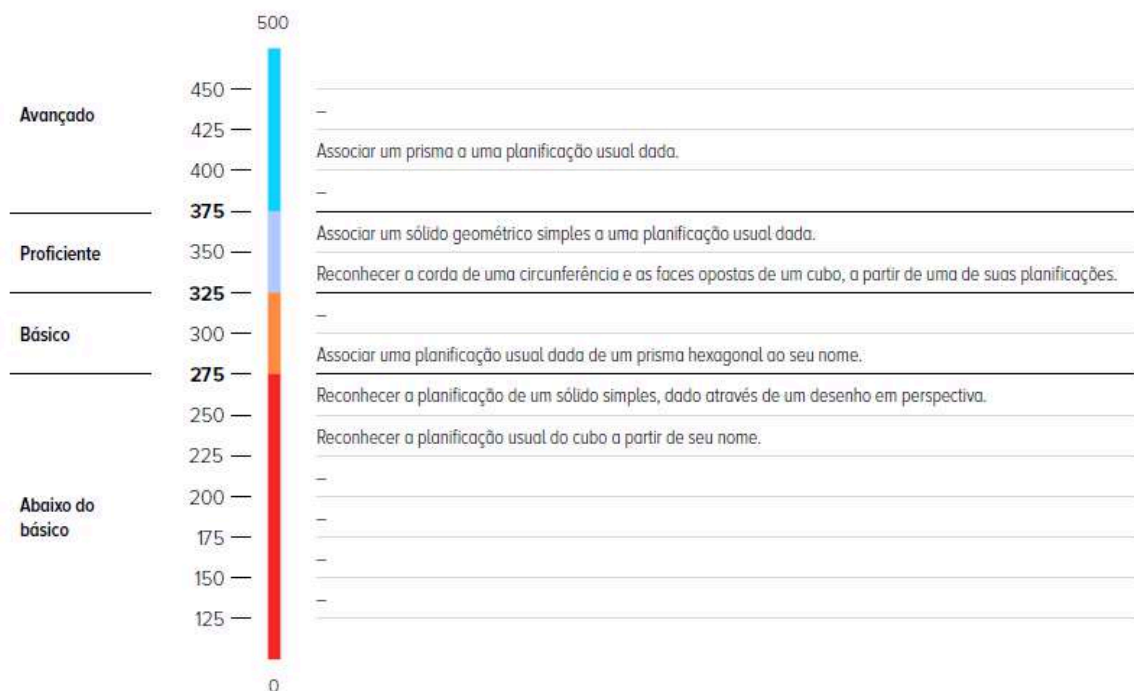 500
450
–
Avançado
425
Associar um prisma a uma planificação usual dada.
400
–
375
Associar um sólido geométrico simples a uma planificação usual dada.
Proficiente
350
Reconhecer a corda de uma circunferência e as faces opostas de um cubo, a partir de uma de suas planificações.
325
–
Básico
300
Associar uma planificação usual dada de um prisma hexagonal ao seu nome.
275
Reconhecer a planificação de um sólido simples, dado através de um desenho em perspectiva.
250
Reconhecer a planificação usual do cubo a partir de seu nome.
225
–
200
Abaixo do
básico
–
175
–
150
–
125
0